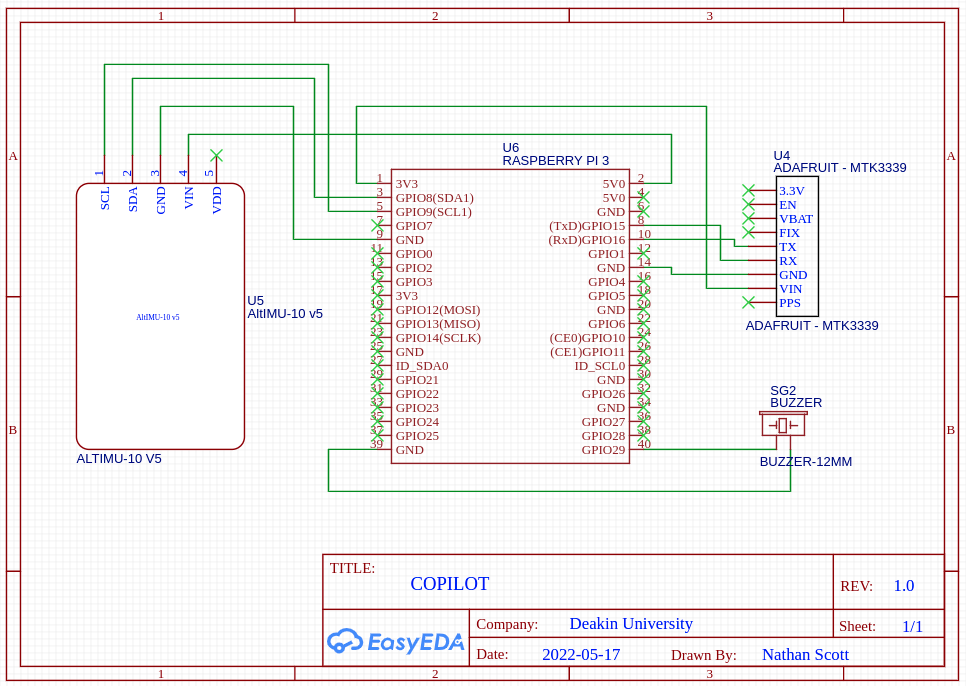 1 2 3
A A
U6
RASPBERRY PI 3
U4
ADAFRUIT - MTK3339
1 2 3 4 5
SCL SDA GND VIN VDD
1 3V3 5V0 2
3 GPIO8(SDA1) 5V0 4
5 GPIO9(SCL1) GND 6
7 GPIO7 (TxD)GPIO15 8
9 GND (RxD)GPIO16 10
11 GPIO0 GPIO1 12
13 GPIO2 GND 14
15 GPIO3 GPIO4 16
17 3V3 GPIO5 18
19 GPIO12(MOSI) GND 20
21 GPIO13(MISO) GPIO6 22
23 GPIO14(SCLK) (CE0)GPIO10 24
25 GND (CE1)GPIO11 26
27 ID_SDA0 ID_SCL0 28
29 GPIO21 GND 30
31 GPIO22 GPIO26 32
33 GPIO23 GND 34
35 GPIO24 GPIO27 36
37 GPIO25 GPIO28 38
39 GND GPIO29 40
3.3V
EN
VBAT
FIX
TX
RX
GND
VIN
PPS
ADAFRUIT - MTK3339
AltIMU-10 v5
U5
AltIMU-10 v5
ALTIMU-10 V5
SG2
BUZZER
BUZZER-12MM
B B
TITLE:
COPILOT
REV: 1.0
EasyEDA
Company: Deakin University
Sheet: 1/1
Date: 2022-05-17 Drawn By: Nathan Scott
1 2 3